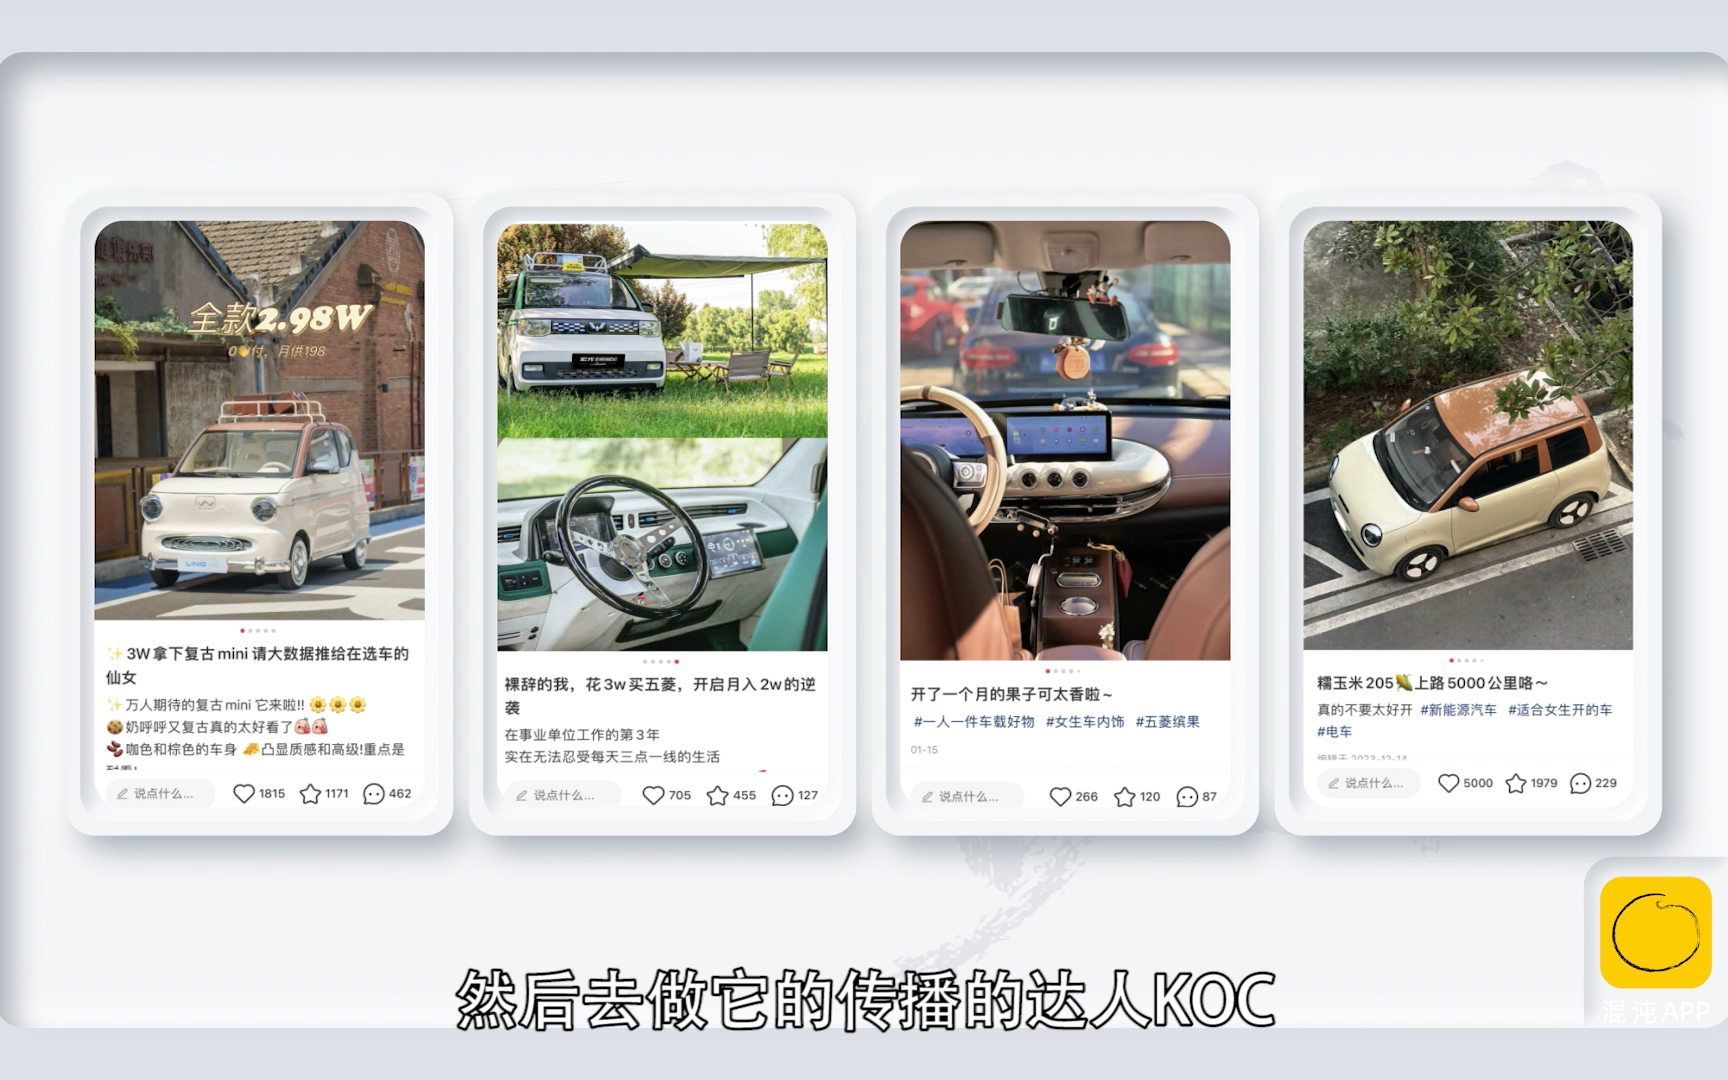 全款2.98W
0 付，月供198
LING
✨3W拿下复古mini 请大数据推给在选车的
仙女
✨万人期待的复古mini 它来啦!! 🌼🌼🌼
🍪奶呼呼又复古真的太好看了
咖色和棕色的车身 🧀凸显质感和高级!重点是
耐看!
说点什么...
1815
1171
462
裸辞的我，花3w买五菱，开启月入2w的逆
袭
在事业单位工作的第3年
实在无法忍受每天三点一线的生活
说点什么...
705
455
127
开了一个月的果子可太香啦~
#一人一件车载好物 #女生车内饰 #五菱缤果
01-15
说点什么...
266
120
87
糯玉米205🌽上路5000公里咯～
真的不要太好开 #新能源汽车 #适合女生开的车
#电车
编辑于 2023-12-14
说点什么...
5000
1979
229
然后去做它的传播的达人KOC
混沌APP